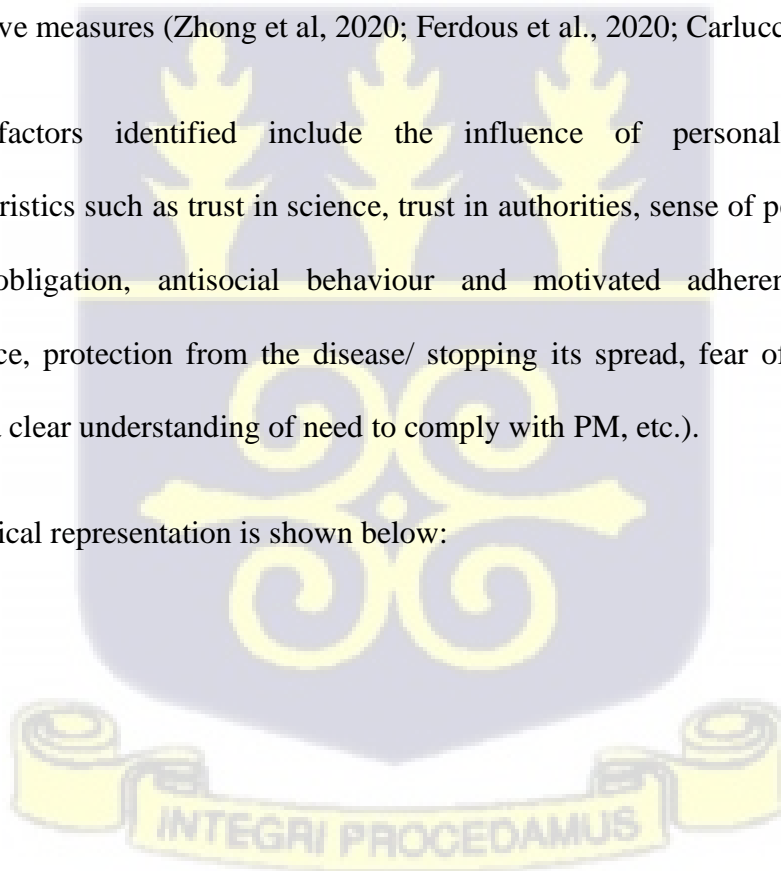 ve measures (Zhong et al, 2020; Ferdous et al., 2020; Carlucc
factors identified include the influence of personal
ristics such as trust in science, trust in authorities, sense of p
obligation, antisocial behaviour and motivated adheren
ce, protection from the disease/ stopping its spread, fear of
clear understanding of need to comply with PM, etc.).
ical representation is shown below:
INTEGRI PROCEDAMUS